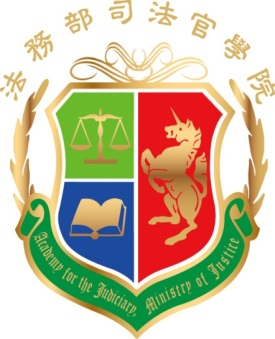 法務部司法官學院
Academy for the Judiciary, Ministry of Justice